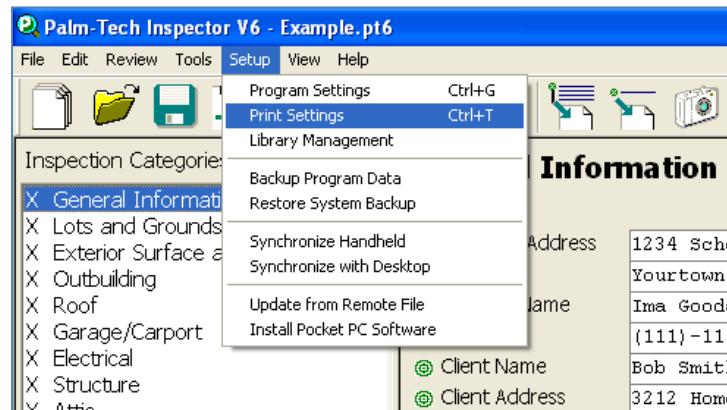 Palm-Tech Inspector V6 - Example.pt6
File Edit Review Tools Setup View Help
Program Settings Ctrl+G
Print Settings Ctrl+T
Library Management
Backup Program Data
Restore System Backup
Synchronize Handheld
Synchronize with Desktop
Update from Remote File
Install Pocket PC Software
Inspection Categorie
X General Informati
X Lots and Grounds
X Exterior Surface a
X Outbuilding
X Roof
X Garage/Carport
X Electrical
X Structure
X Attic
Information
Address 1234 Sch
Yourtown
ame Ima Good
(111)-11
Client Name Bob Smit
Client Address 3212 Hom